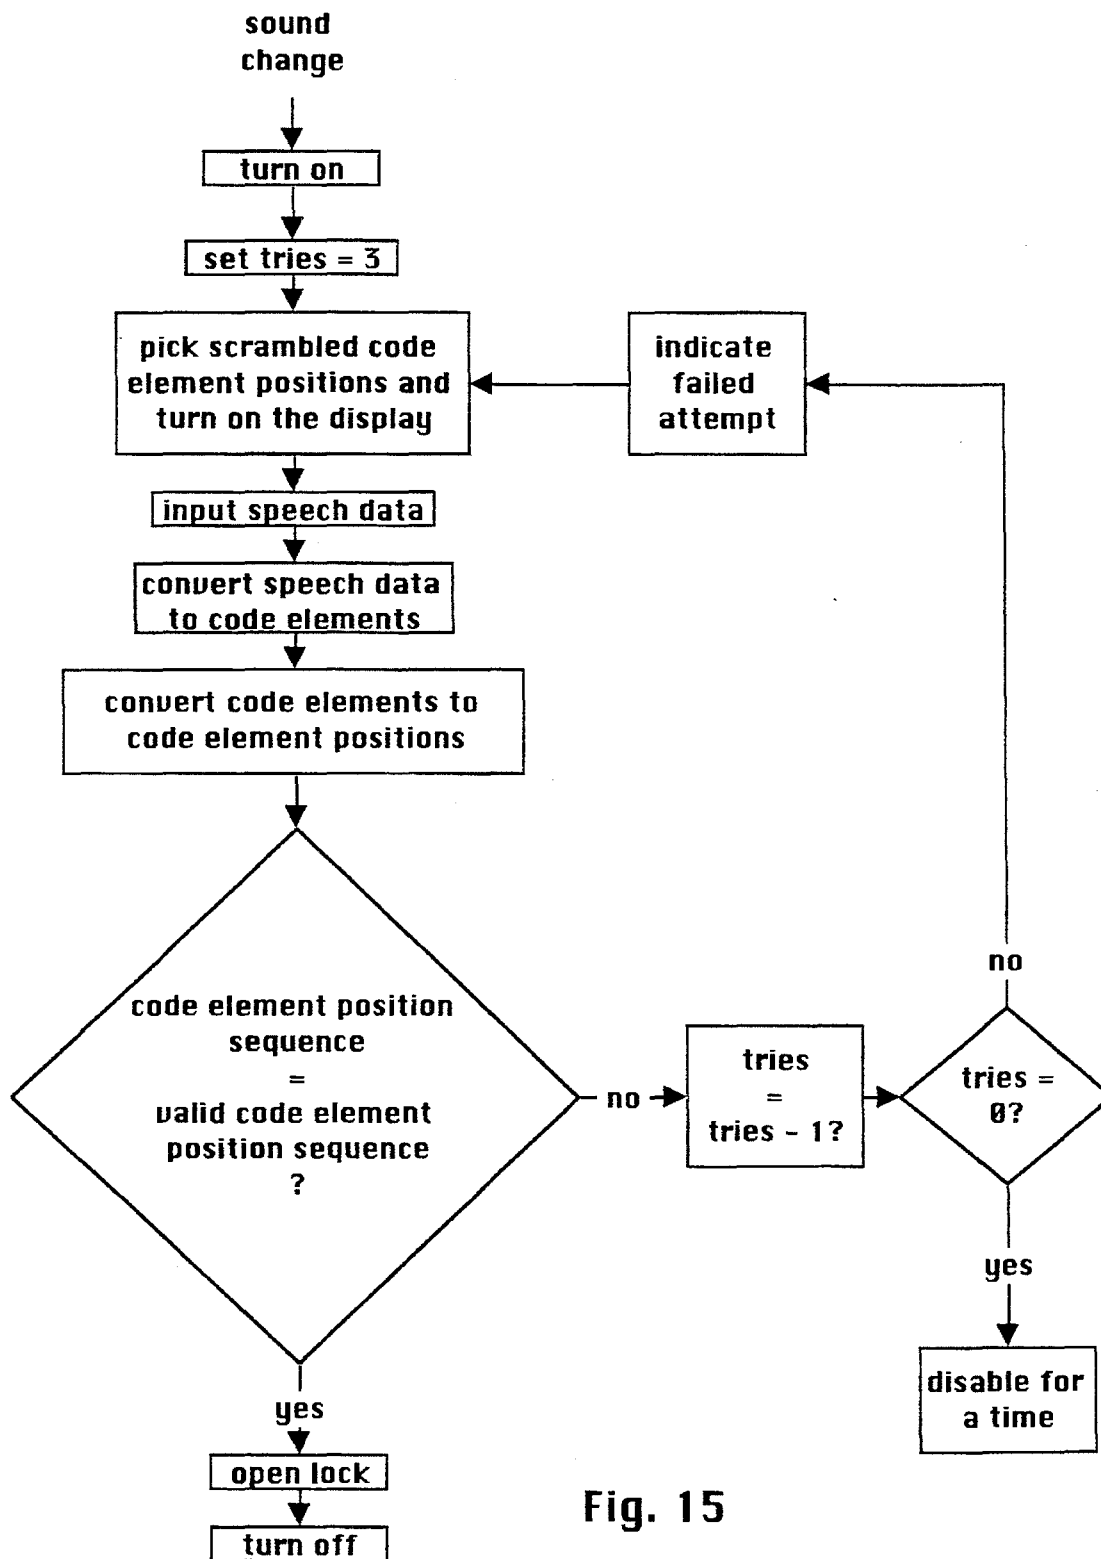 sound
change
turn on
set tries = 3
pick scrambled code
element positions and
turn on the display
indicate
failed
attempt
input speech data
convert speech data
to code elements
convert code elements to
code element positions
code element position
sequence
=
valid code element
position sequence
?
no
tries
=
tries - 1?
tries =
0?
no
yes
disable for
a time
yes
open lock
turn off
Fig. 15